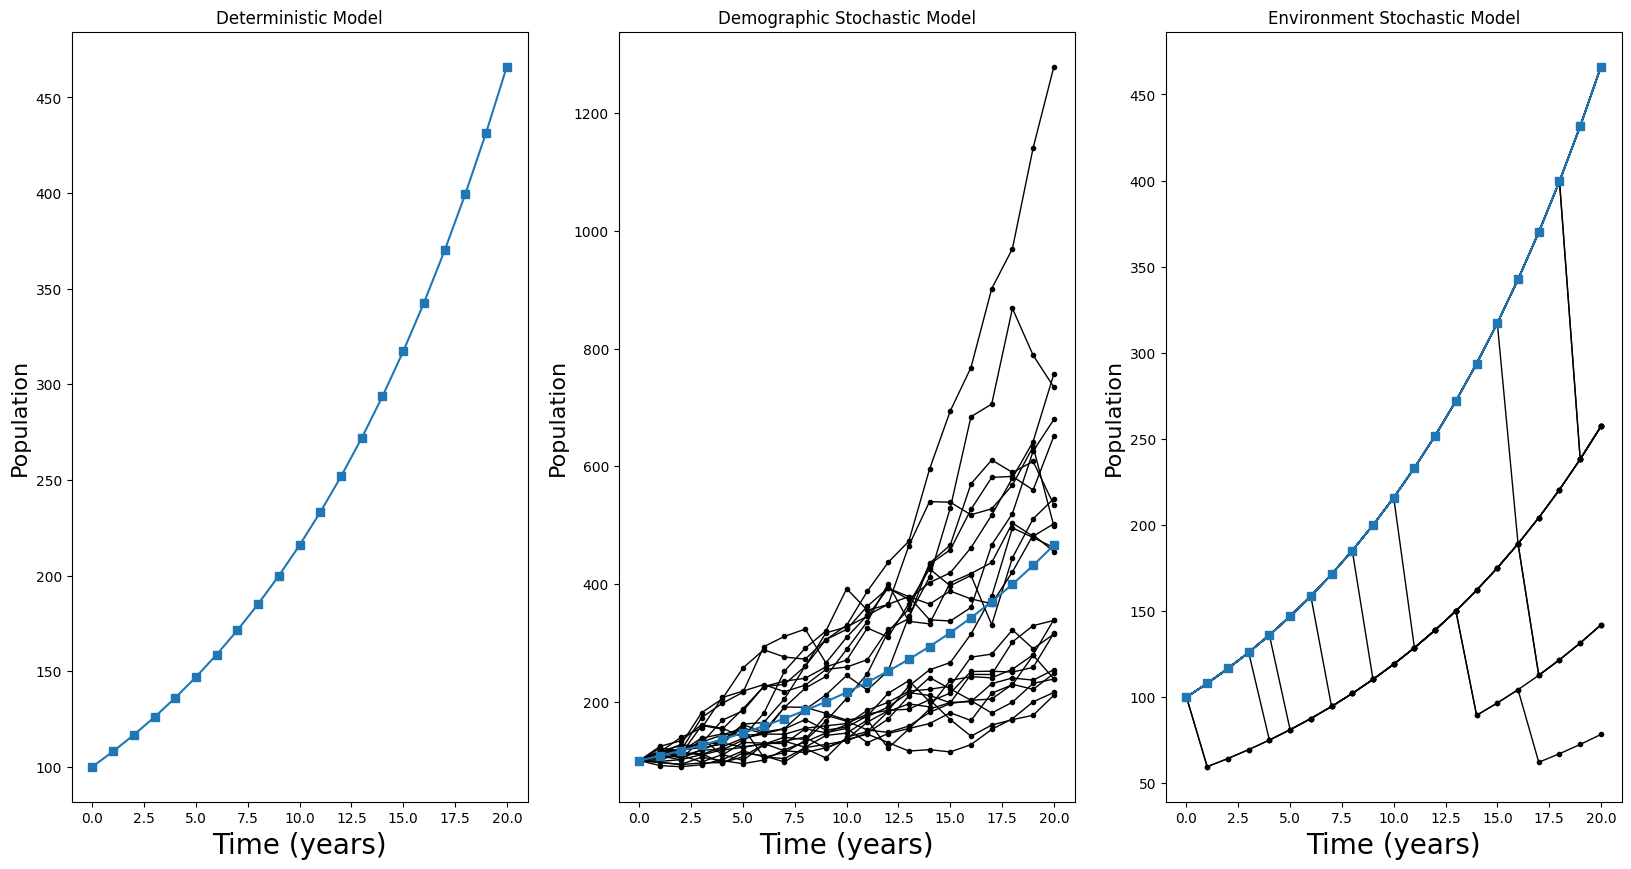 Deterministic Model
Population
450
400
350
300
250
200
150
100
0.0 2.5 5.0 7.5 10.0 12.5 15.0 17.5 20.0
Time (years)
Demographic Stochastic Model
Population
1200
1000
800
600
400
200
0.0 2.5 5.0 7.5 10.0 12.5 15.0 17.5 20.0
Time (years)
Environment Stochastic Model
Population
450
400
350
300
250
200
150
100
50
0.0 2.5 5.0 7.5 10.0 12.5 15.0 17.5 20.0
Time (years)